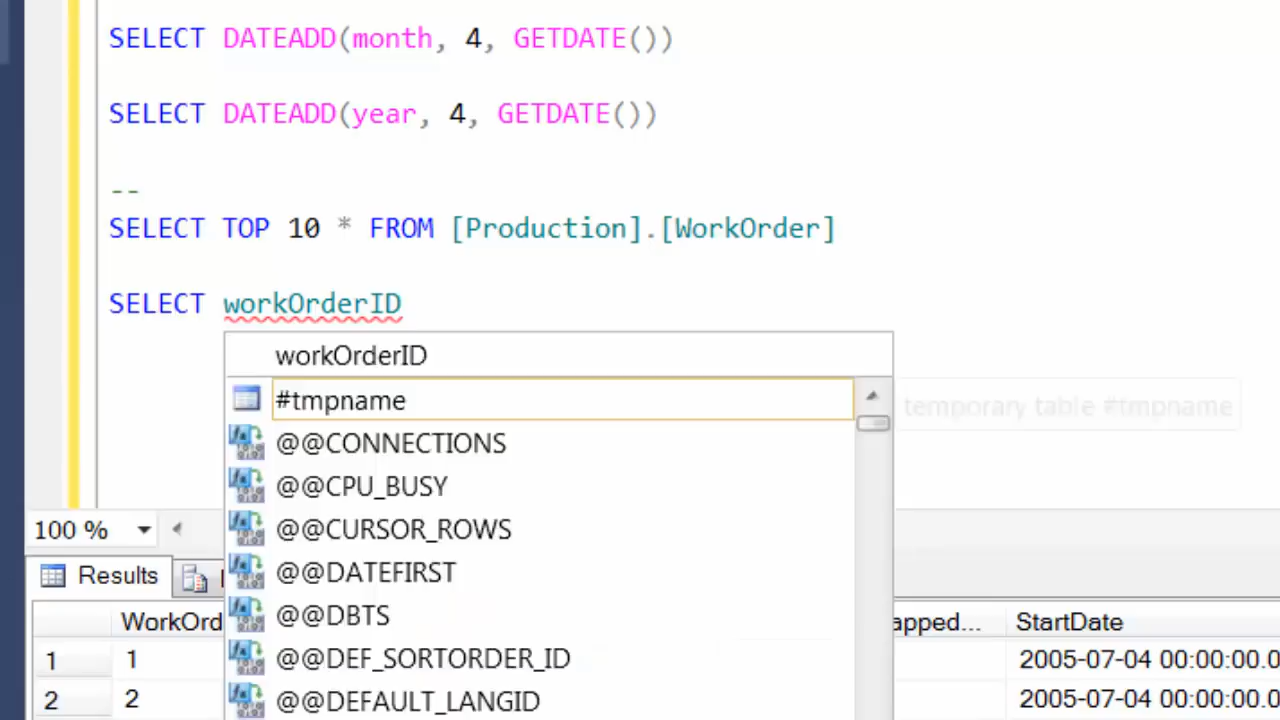 SELECT DATEADD(month, 4, GETDATE())
SELECT DATEADD(year, 4, GETDATE())
--
SELECT TOP 10 * FROM [Production].[WorkOrder]
SELECT workOrderID
workOrderID
#tmpname
temporary table #tmpname
@@CONNECTIONS
@@CPU_BUSY
@@CURSOR_ROWS
@@DATEFIRST
@@DBTS
@@DEF_SORTORDER_ID
@@DEFAULT_LANGID
100 %
Results
WorkOrd apped... StartDate
1 1 2005-07-04 00:00:00.0
2 2 2005-07-04 00:00:00.0